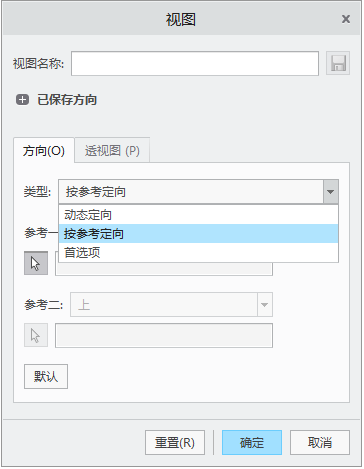 视图
视图名称:
已保存方向
方向(O) 透视图 (P)
类型: 按参考定向
动态定向
参考一 按参考定向
首选项
参考二: 上
默认
重置(R) 确定 取消